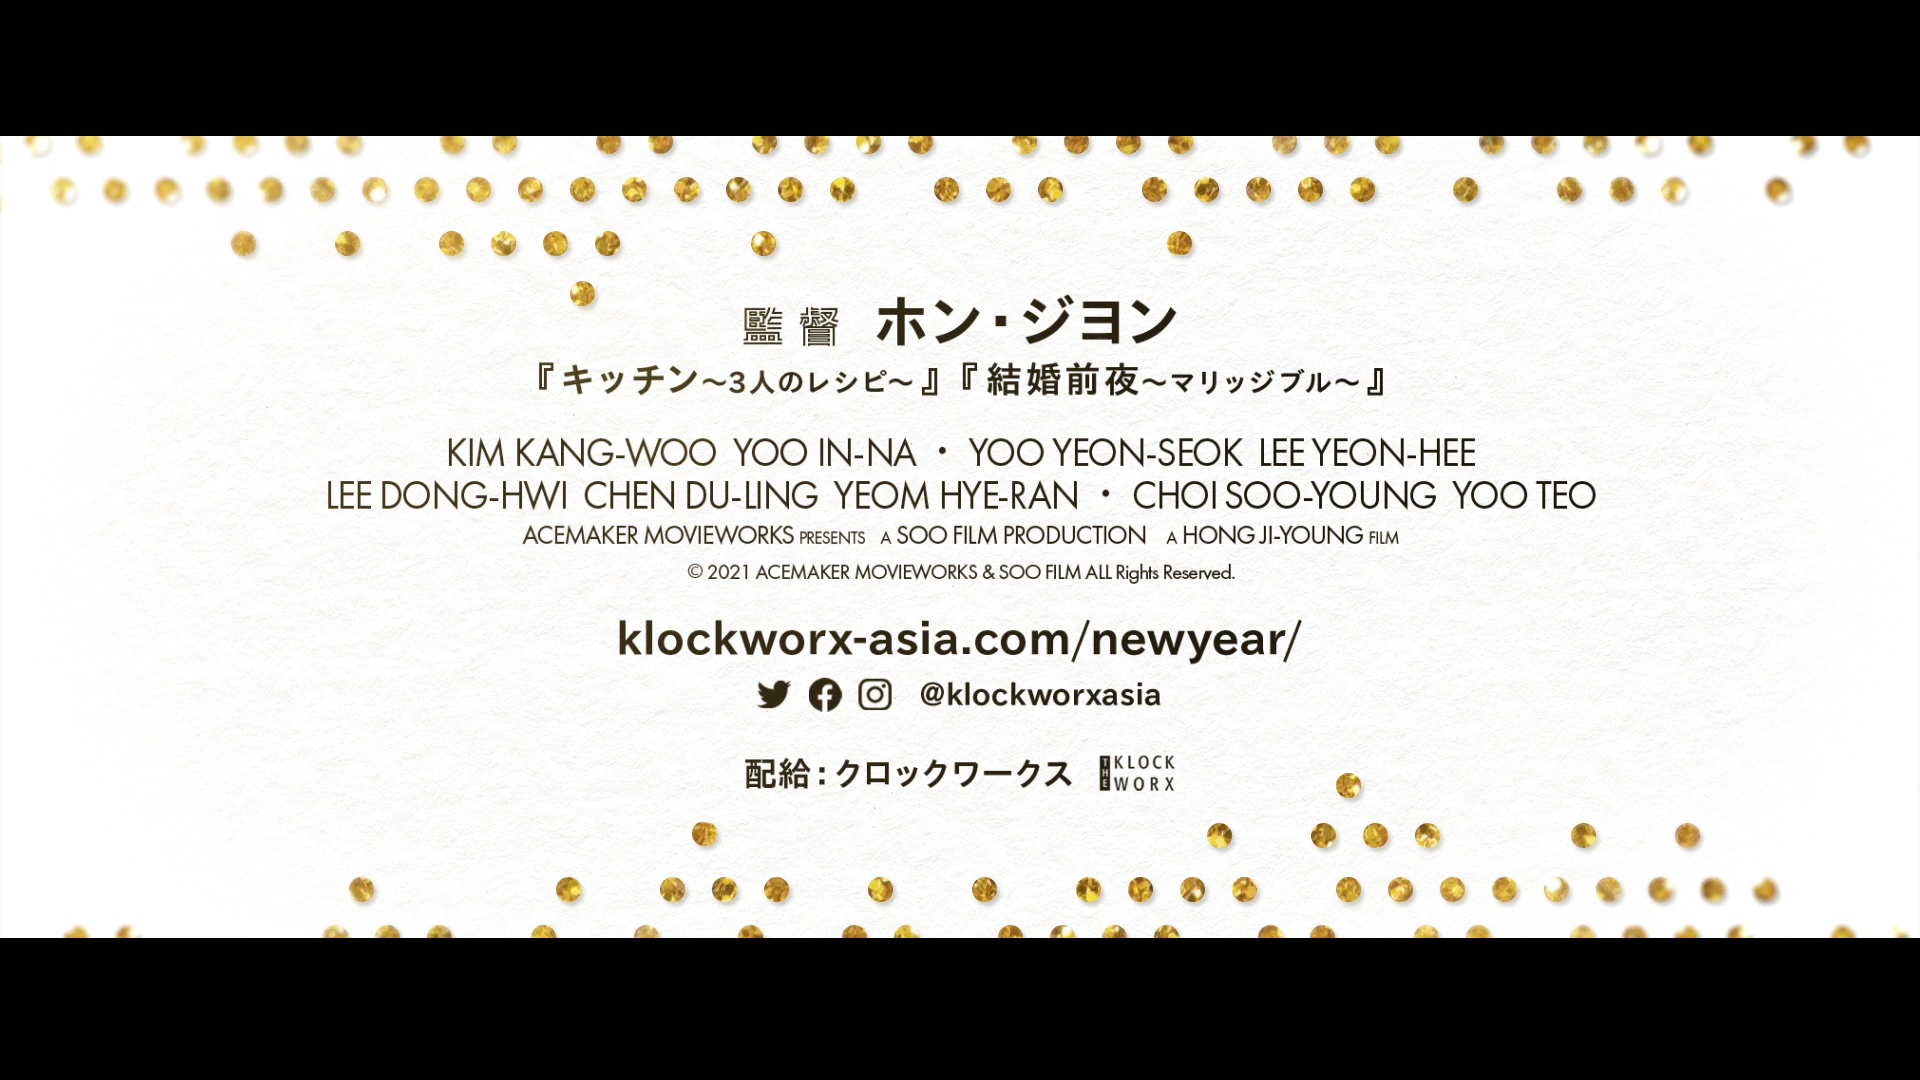 監督 ホン・ジヨン
『キッチン〜3人のレシピ〜』『結婚前夜〜マリッジブルー〜』
KIM KANG-WOO YOO IN-NA ・ YOO YEON-SEOK LEE YEON-HEE
LEE DONG-HWI CHEN DU-LING YEOM HYE-RAN ・ CHOI SOO-YOUNG YOO TEO
ACEMAKER MOVIEWORKS PRESENTS A SOO FILM PRODUCTION A HONG JI-YOUNG FILM
© 2021 ACEMAKER MOVIEWORKS & SOO FILM ALL Rights Reserved.
klockworx-asia.com/newyear/
@klockworxasia
配給：クロックワークス THE KLOCK WORX